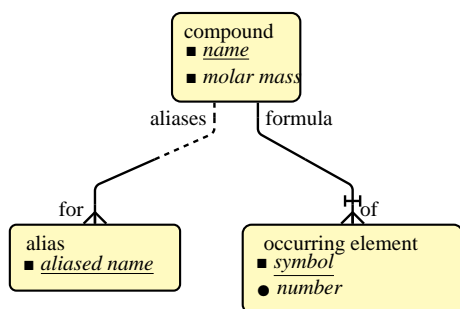 compound
name
molar mass
aliases
formula
for
of
alias
aliased name
occurring element
symbol
number